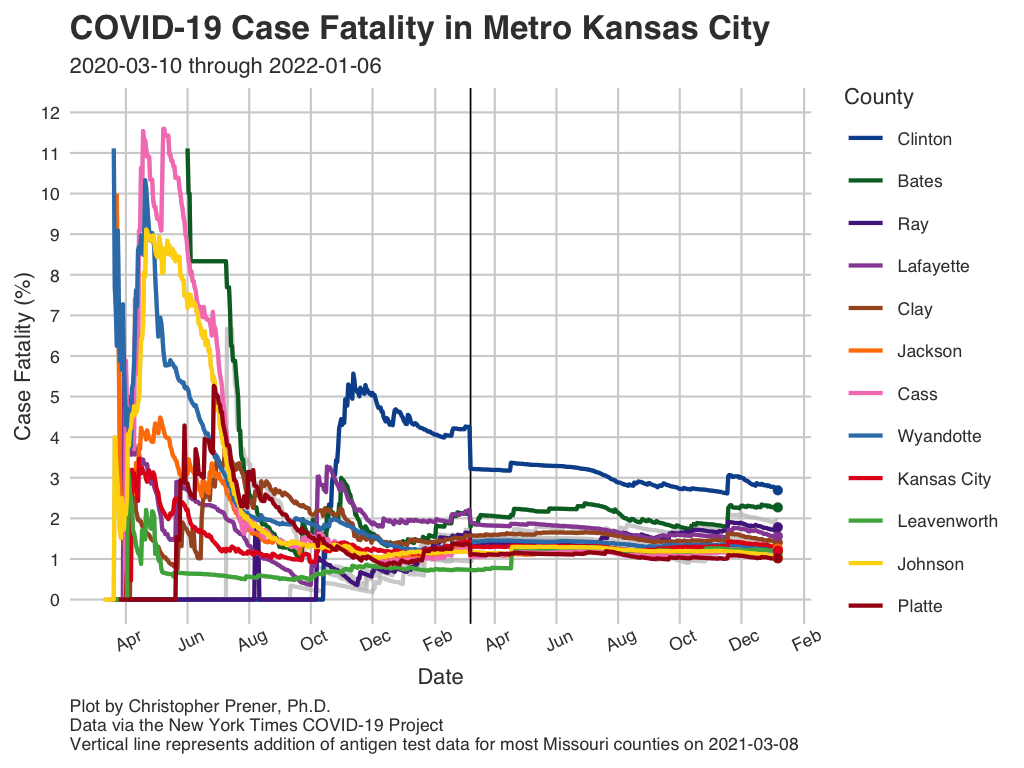 COVID-19 Case Fatality in Metro Kansas City
2020-03-10 through 2022-01-06
Case Fatality (%)
12
11
10
9
8
7
6
5
4
3
2
1
0
Apr
Jun
Aug
Oct
Dec
Feb
Apr
Jun
Aug
Oct
Dec
Feb
Date
County
Clinton
Bates
Ray
Lafayette
Clay
Jackson
Cass
Wyandotte
Kansas City
Leavenworth
Johnson
Platte
Plot by Christopher Prener, Ph.D.
Data via the New York Times COVID-19 Project
Vertical line represents addition of antigen test data for most Missouri counties on 2021-03-08